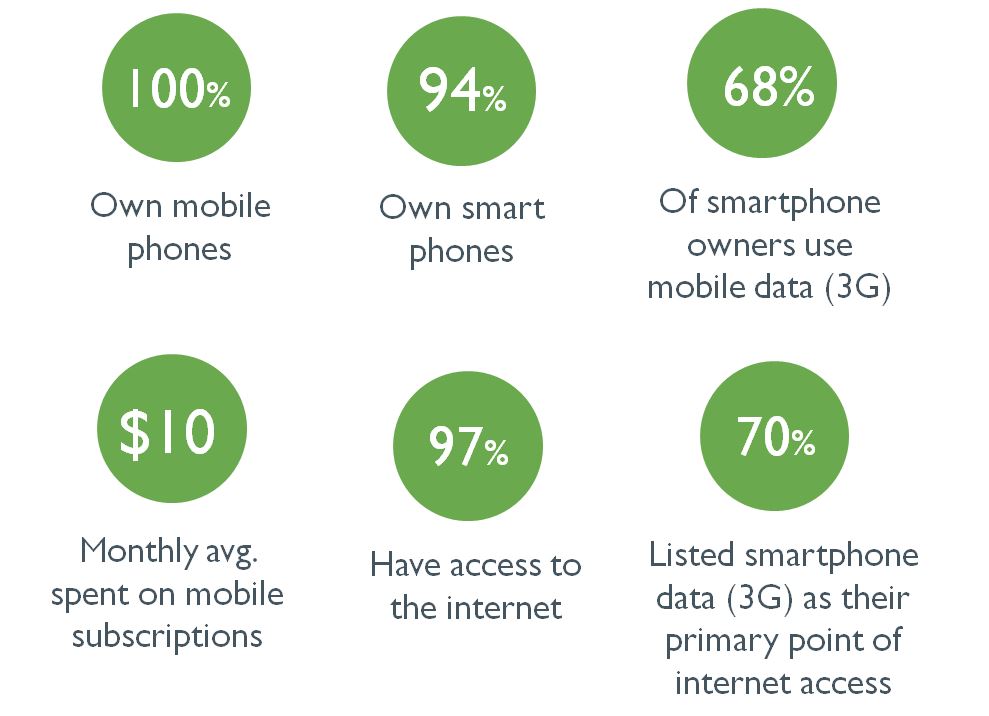 100%
Own mobile
phones
94%
Own smart
phones
68%
Of smartphone
owners use
mobile data (3G)
$10
Monthly avg.
spent on mobile
subscriptions
97%
Have access to
the internet
70%
Listed smartphone
data (3G) as their
primary point of
internet access